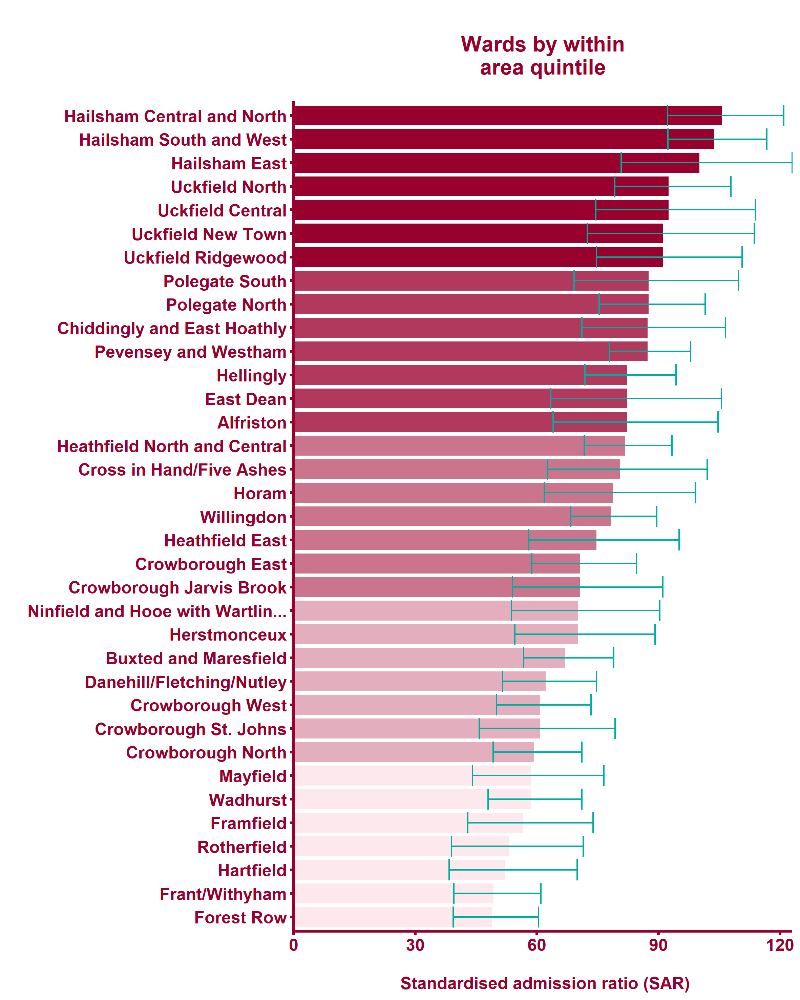 Wards by within
area quintile
Hailsham Central and North
Hailsham South and West
Hailsham East
Uckfield North
Uckfield Central
Uckfield New Town
Uckfield Ridgewood
Polegate South
Polegate North
Chiddingly and East Hoathly
Pevensey and Westham
Hellingly
East Dean
Alfriston
Heathfield North and Central
Cross in Hand/Five Ashes
Horam
Willingdon
Heathfield East
Crowborough East
Crowborough Jarvis Brook
Ninfield and Hooe with Wartlin...
Herstmonceux
Buxted and Maresfield
Danehill/Fletching/Nutley
Crowborough West
Crowborough St. Johns
Crowborough North
Mayfield
Wadhurst
Framfield
Rotherfield
Hartfield
Frant/Withyham
Forest Row
0 30 60 90 120
Standardised admission ratio (SAR)